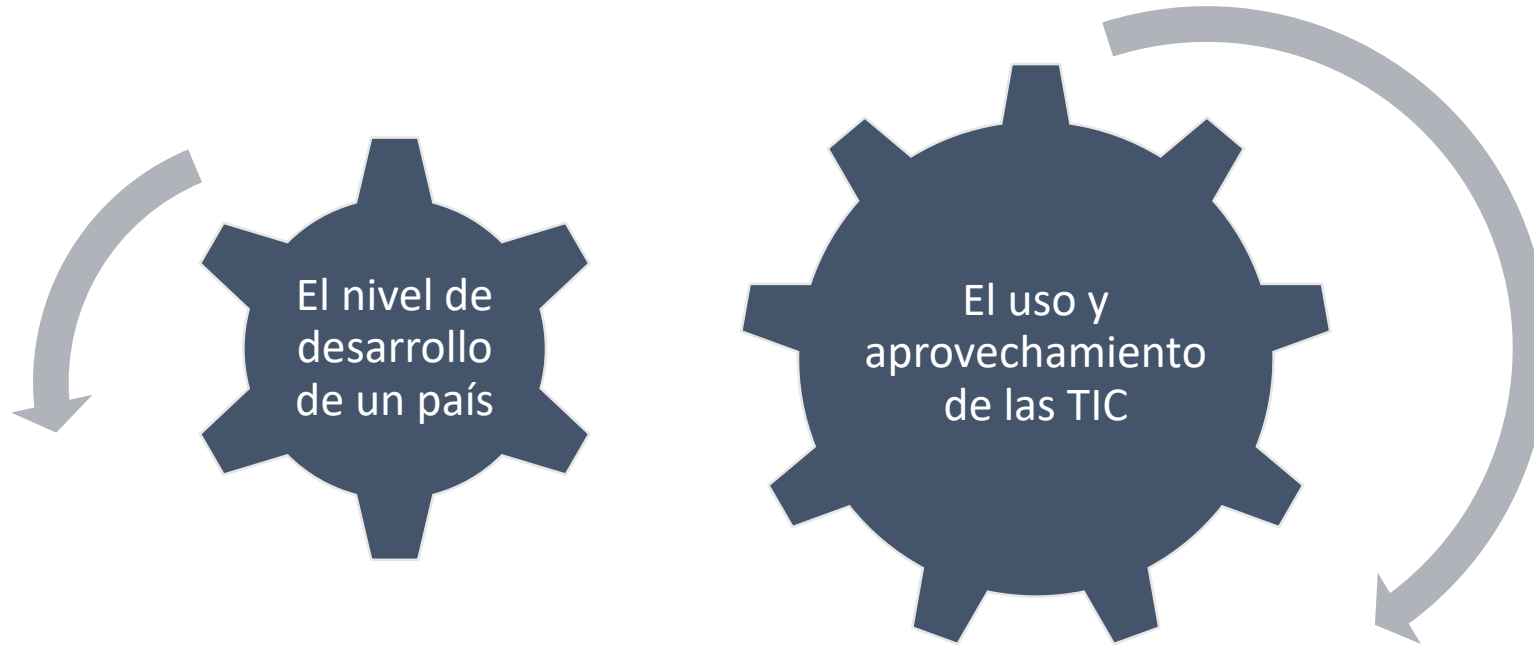 El nivel de
desarrollo
de un país
El uso y
aprovechamiento
de las TIC